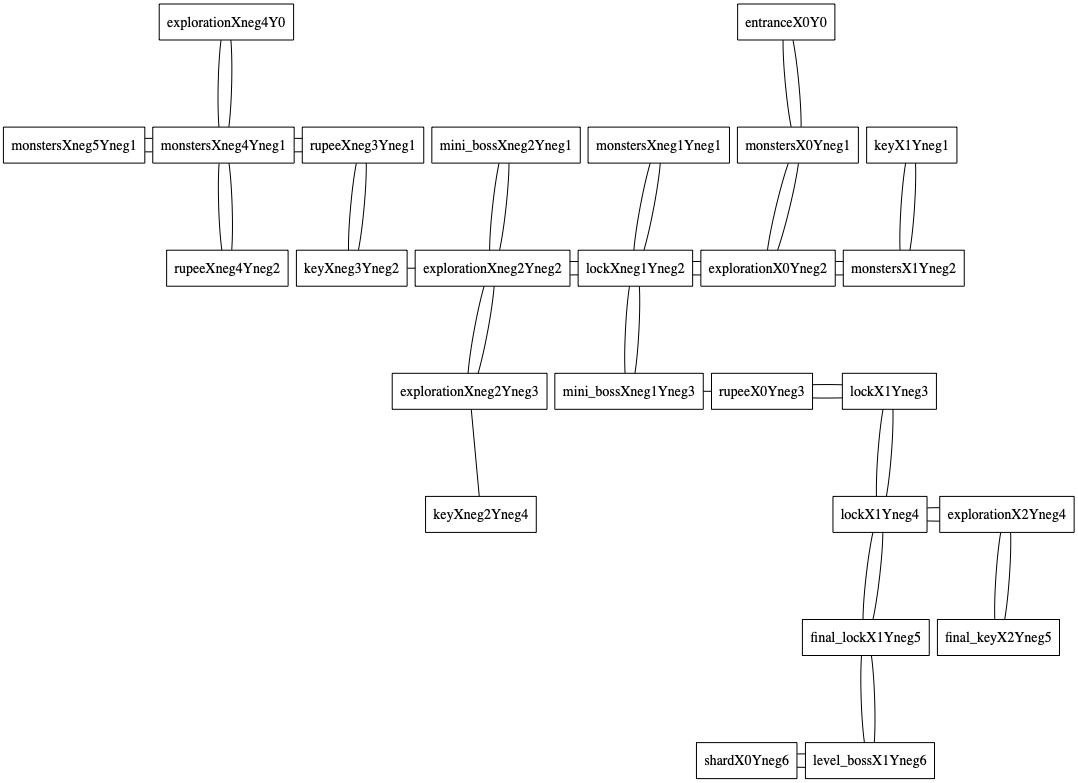 explorationXneg4Y0
entranceX0Y0
monstersXneg5Yneg1
monstersXneg4Yneg1
rupeeXneg3Yneg1
mini_bossXneg2Yneg1
monstersXneg1Yneg1
monstersX0Yneg1
keyX1Yneg1
rupeeXneg4Yneg2
keyXneg3Yneg2
explorationXneg2Yneg2
lockXneg1Yneg2
explorationX0Yneg2
monstersX1Yneg2
explorationXneg2Yneg3
mini_bossXneg1Yneg3
rupeeX0Yneg3
lockX1Yneg3
keyXneg2Yneg4
lockX1Yneg4
explorationX2Yneg4
final_lockX1Yneg5
final_keyX2Yneg5
shardX0Yneg6
level_bossX1Yneg6